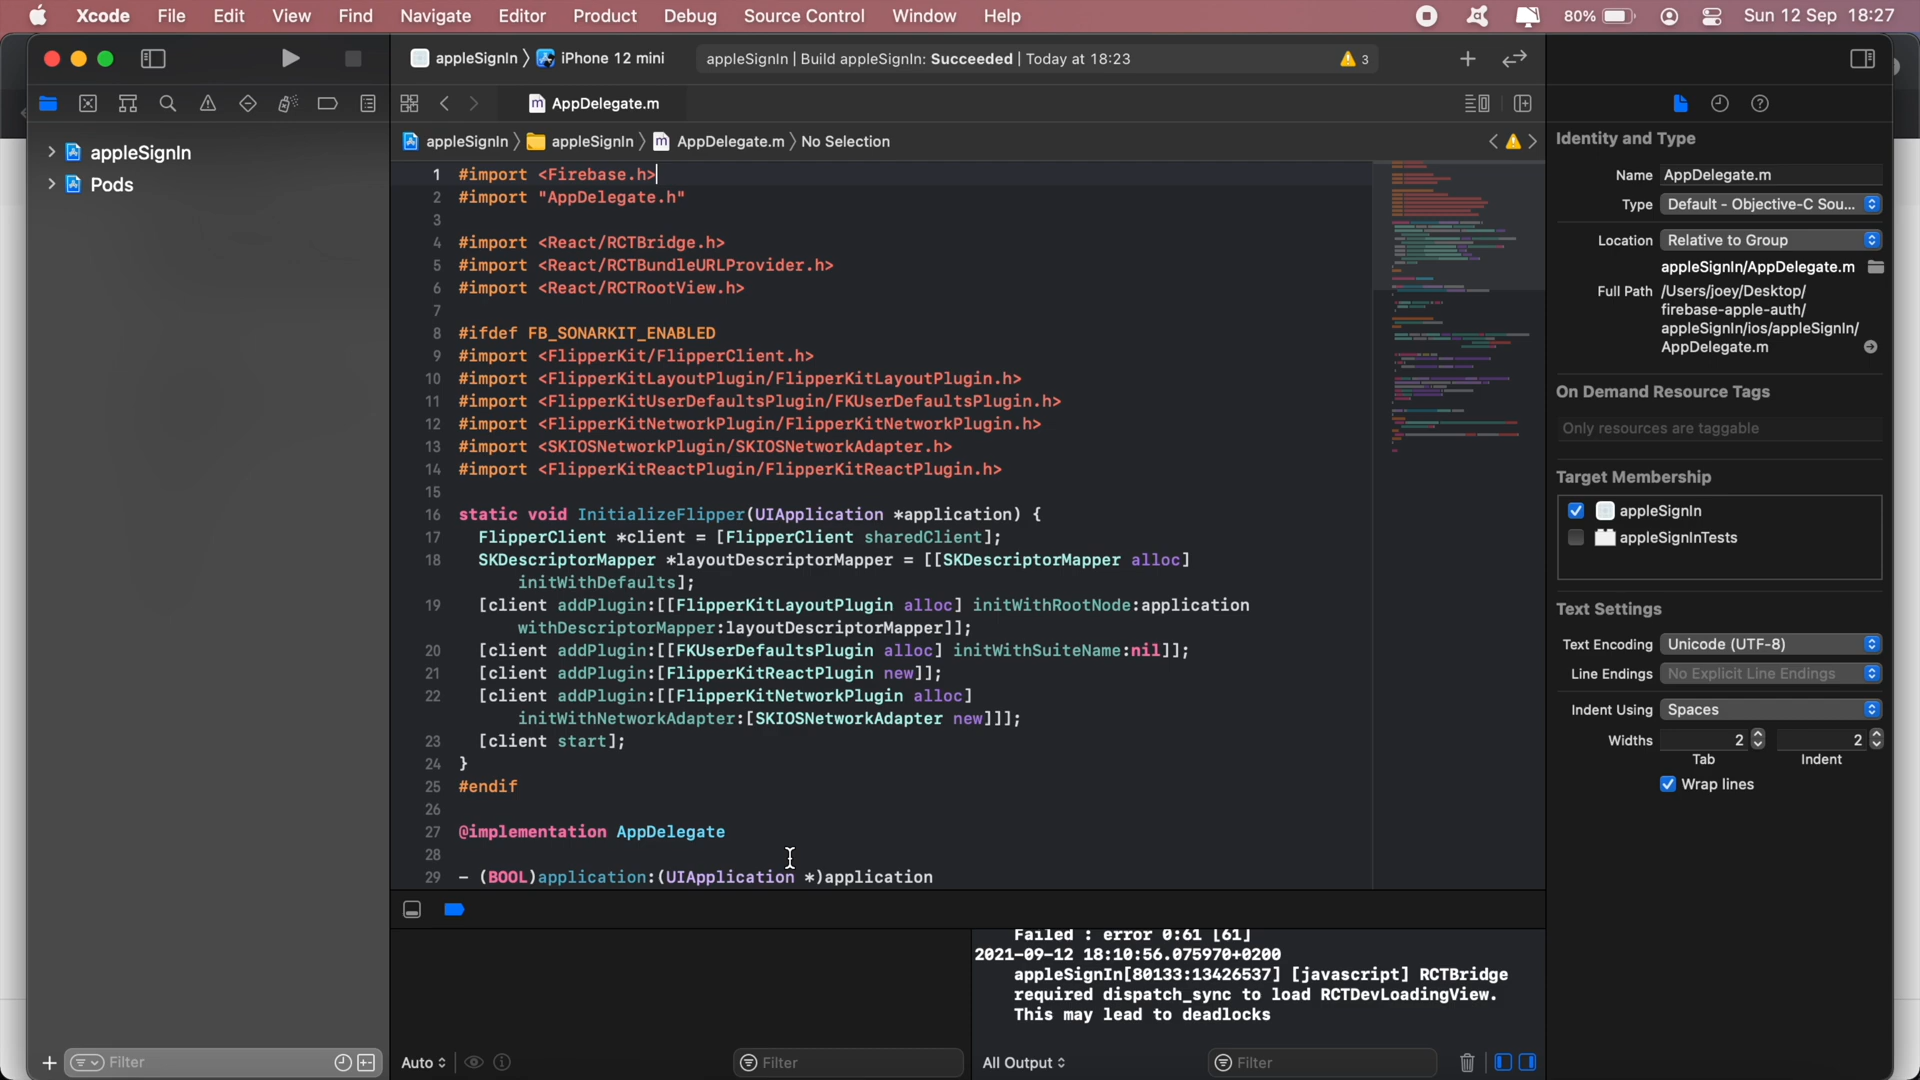 Xcode File Edit View Find Navigate Editor Product Debug Source Control Window Help 80% Sun 12 Sep 18:27
appleSignIn iPhone 12 mini appleSignIn | Build appleSignIn: Succeeded | Today at 18:23 3
AppDelegate.m
appleSignIn appleSignIn AppDelegate.m No Selection
appleSignIn
Pods
1 #import <Firebase.h>
2 #import "AppDelegate.h"
3
4 #import <React/RCTBridge.h>
5 #import <React/RCTBundleURLProvider.h>
6 #import <React/RCTRootView.h>
7
8 #ifdef FB_SONARKIT_ENABLED
9 #import <FlipperKit/FlipperClient.h>
10 #import <FlipperKitLayoutPlugin/FlipperKitLayoutPlugin.h>
11 #import <FlipperKitUserDefaultsPlugin/FKUserDefaultsPlugin.h>
12 #import <FlipperKitNetworkPlugin/FlipperKitNetworkPlugin.h>
13 #import <SKIOSNetworkPlugin/SKIOSNetworkAdapter.h>
14 #import <FlipperKitReactPlugin/FlipperKitReactPlugin.h>
15
16 static void InitializeFlipper(UIApplication *application) {
17 FlipperClient *client = [FlipperClient sharedClient];
18 SKDescriptorMapper *layoutDescriptorMapper = [[SKDescriptorMapper alloc]
initWithDefaults];
19 [client addPlugin:[[FlipperKitLayoutPlugin alloc] initWithRootNode:application
withDescriptorMapper:layoutDescriptorMapper]];
20 [client addPlugin:[[FKUserDefaultsPlugin alloc] initWithSuiteName:nil]];
21 [client addPlugin:[FlipperKitReactPlugin new]];
22 [client addPlugin:[[FlipperKitNetworkPlugin alloc]
initWithNetworkAdapter:[SKIOSNetworkAdapter new]]];
23 [client start];
24 }
25 #endif
26
27 @implementation AppDelegate
28
29 - (BOOL)application:(UIApplication *)application
Failed : error 0:61 [61]
2021-09-12 18:10:56.075970+0200
appleSignIn[80133:13426537] [javascript] RCTBridge
required dispatch_sync to load RCTDevLoadingView.
This may lead to deadlocks
Filter
Auto Filter
All Output Filter
Identity and Type
Name AppDelegate.m
Type Default - Objective-C Sou...
Location Relative to Group
appleSignIn/AppDelegate.m
Full Path /Users/joey/Desktop/
firebase-apple-auth/
appleSignIn/ios/appleSignIn/
AppDelegate.m
On Demand Resource Tags
Only resources are taggable
Target Membership
appleSignIn
appleSignInTests
Text Settings
Text Encoding Unicode (UTF-8)
Line Endings No Explicit Line Endings
Indent Using Spaces
Widths 2 2
Tab Indent
Wrap lines